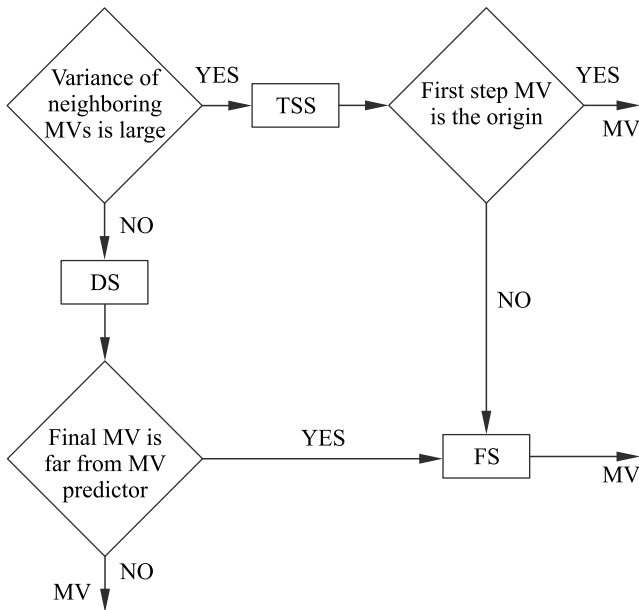 Variance of
neighboring
MVs is large
YES
TSS
First step MV
is the origin
YES
MV
NO
DS
NO
Final MV is
far from MV
predictor
YES
FS
MV
NO
MV